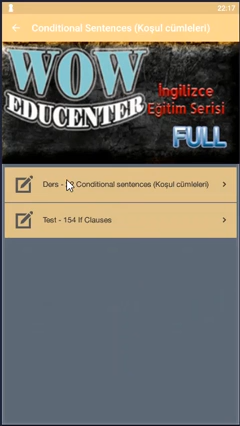 22:17
Conditional Sentences (Koşul cümleleri)
WOW
EDUCENTER
İngilizce
Eğitim Serisi
FULL
Ders - Conditional sentences (Koşul cümleleri)
Test - 154 If Clauses